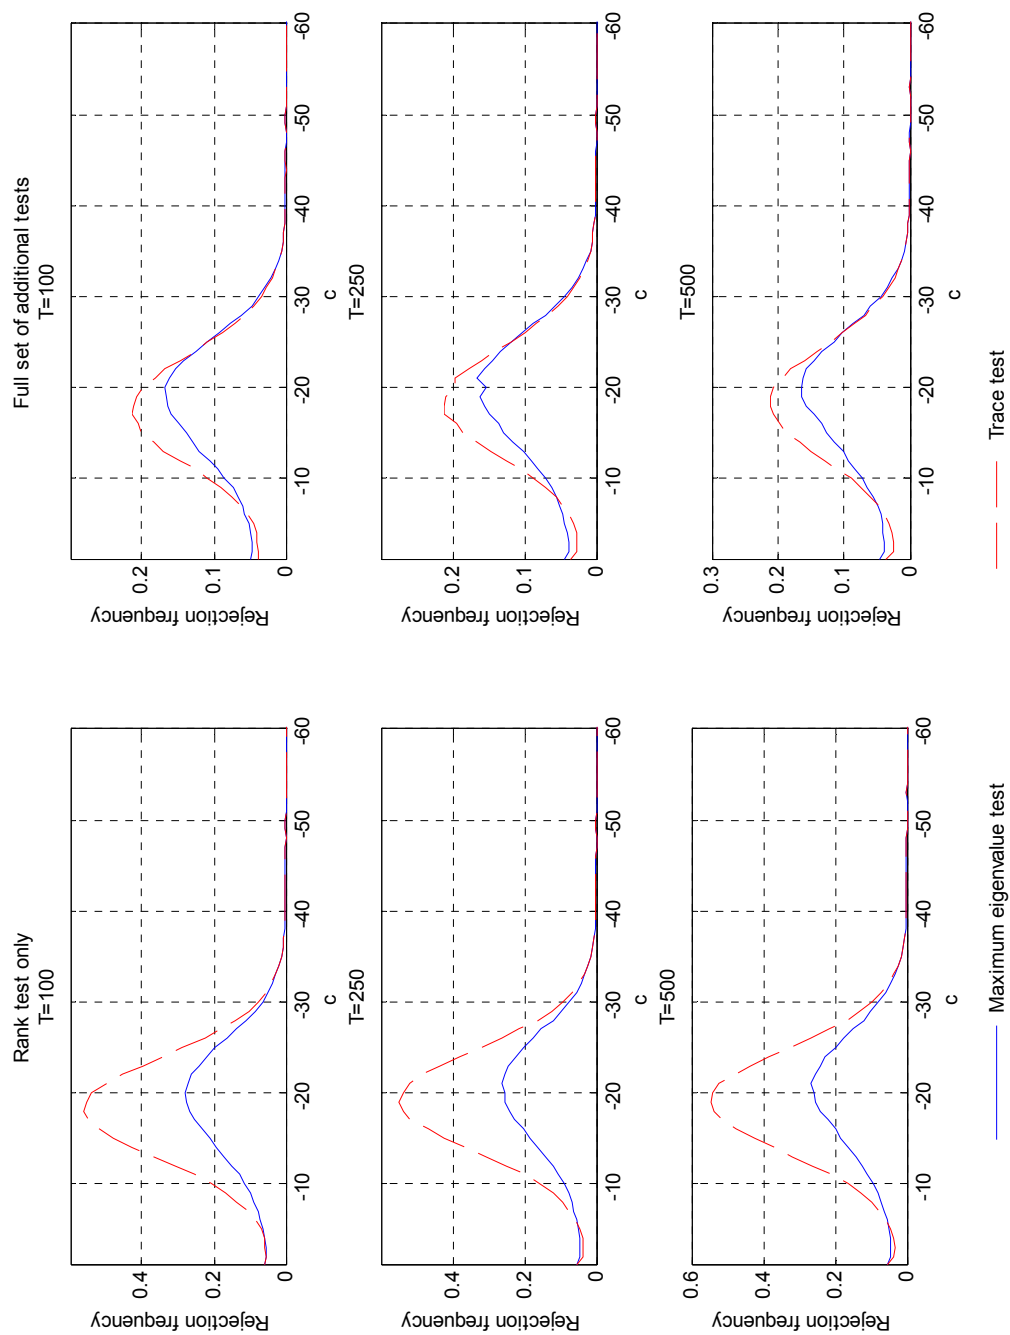 Rank test only
T=100
Rejection frequency
0.4
0.2
0
-10 -20 -30 -40 -50 -60
c
Full set of additional tests
T=100
Rejection frequency
0.2
0.1
0
-10 -20 -30 -40 -50 -60
c
T=250
Rejection frequency
0.4
0.2
0
-10 -20 -30 -40 -50 -60
c
T=250
Rejection frequency
0.2
0.1
0
-10 -20 -30 -40 -50 -60
c
T=500
Rejection frequency
0.6
0.4
0.2
0
-10 -20 -30 -40 -50 -60
c
T=500
Rejection frequency
0.3
0.2
0.1
0
-10 -20 -30 -40 -50 -60
c
Maximum eigenvalue test
Trace test